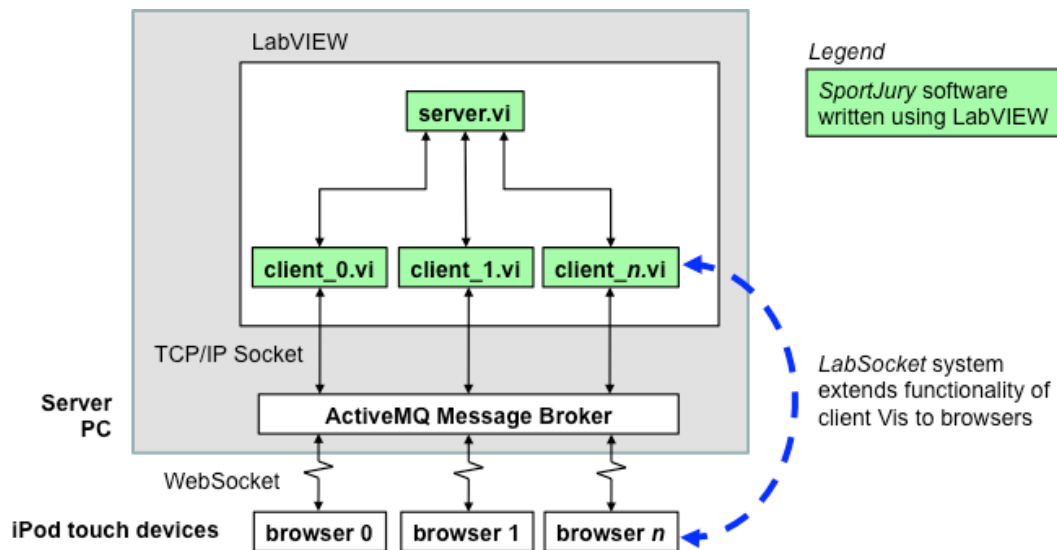 LabVIEW
Legend
SportJury software
written using LabVIEW
server.vi
client_0.vi
client_1.vi
client_n.vi
TCP/IP Socket
LabSocket system
extends functionality of
client Vis to browsers
Server
PC
ActiveMQ Message Broker
WebSocket
iPod touch devices
browser 0
browser 1
browser n